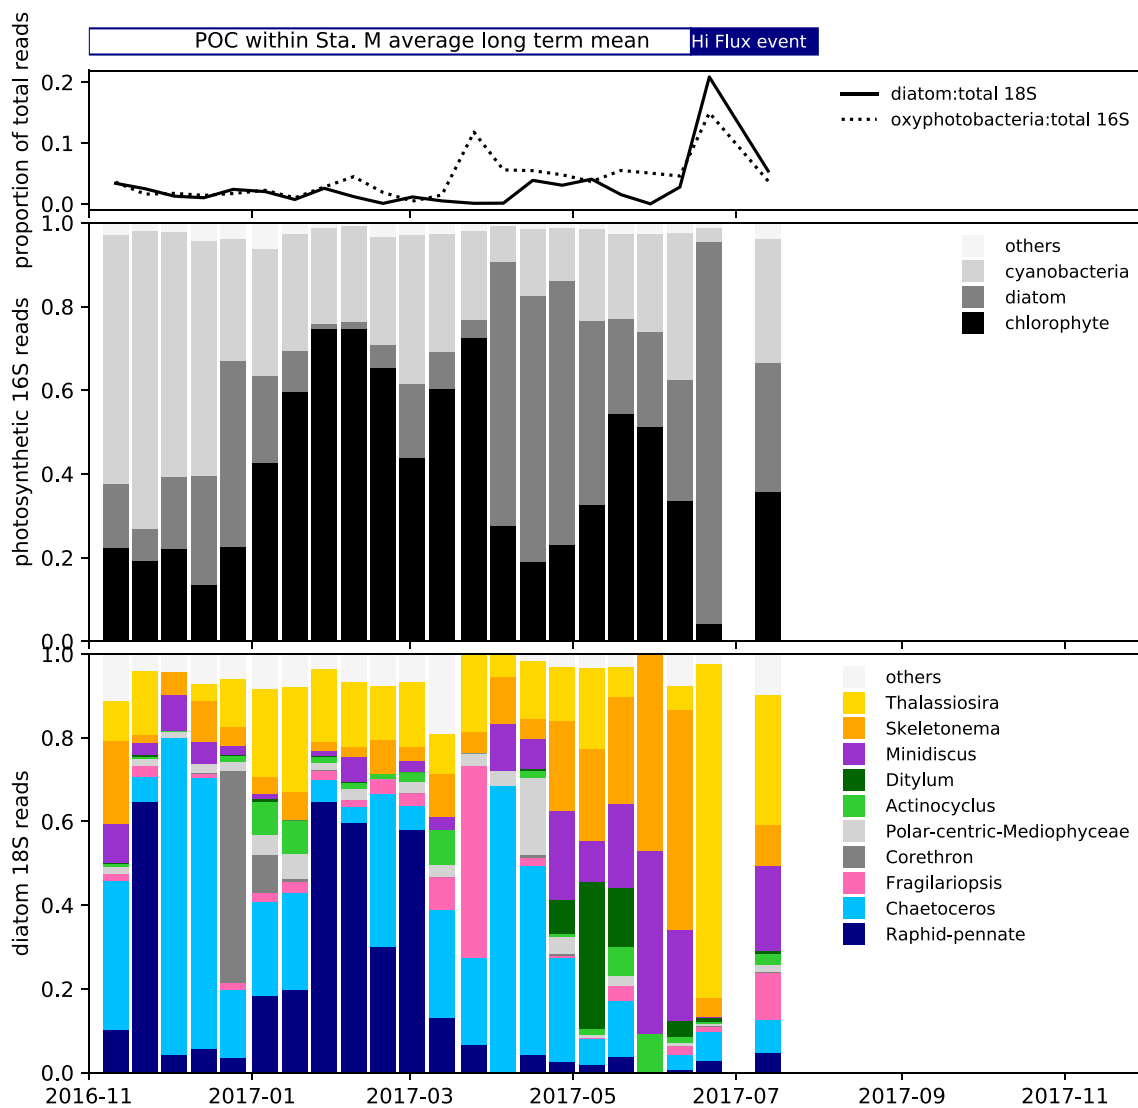 POC within Sta. M average long term mean
Hi Flux event
proportion of total reads
0.2
0.1
0.0
diatom:total 18S
oxyphotobacteria:total 16S
photosynthetic 16S reads
1.0
0.8
0.6
0.4
0.2
0.0
others
cyanobacteria
diatom
chlorophyte
diatom 18S reads
1.0
0.8
0.6
0.4
0.2
0.0
others
Thalassiosira
Skeletonema
Minidiscus
Ditylum
Actinocyclus
Polar-centric-Mediophyceae
Corethron
Fragilariopsis
Chaetoceros
Raphid-pennate
2016-11
2017-01
2017-03
2017-05
2017-07
2017-09
2017-11